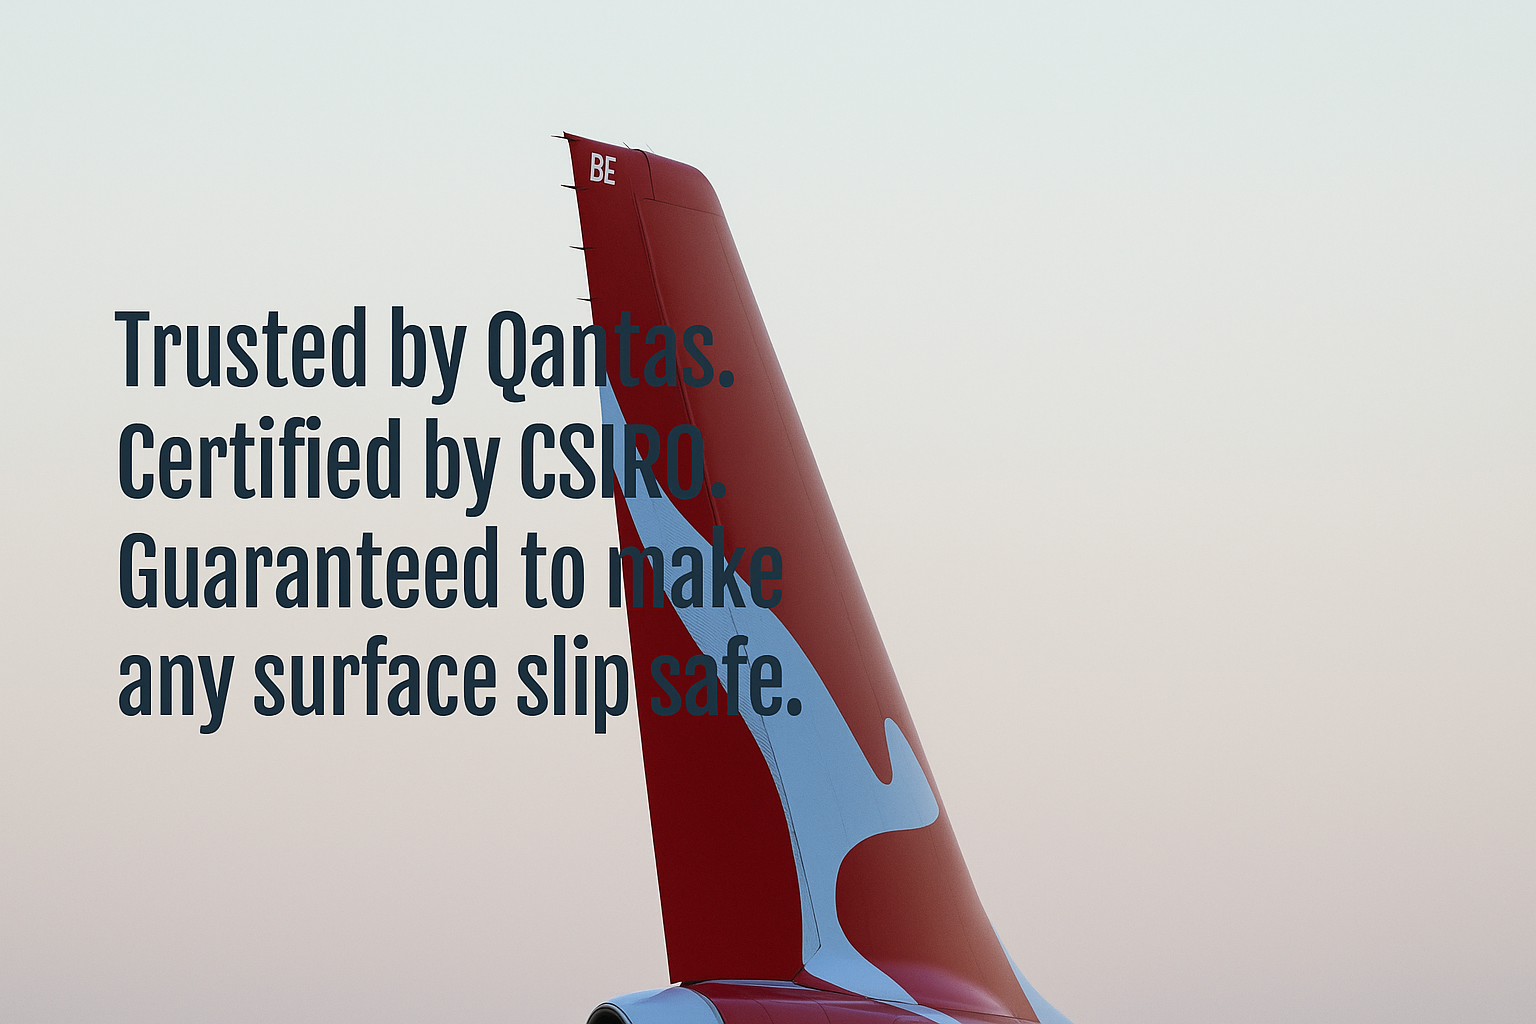 BE
Trusted by Qantas.
Certified by CSIRO.
Guaranteed to make
any surface slip safe.